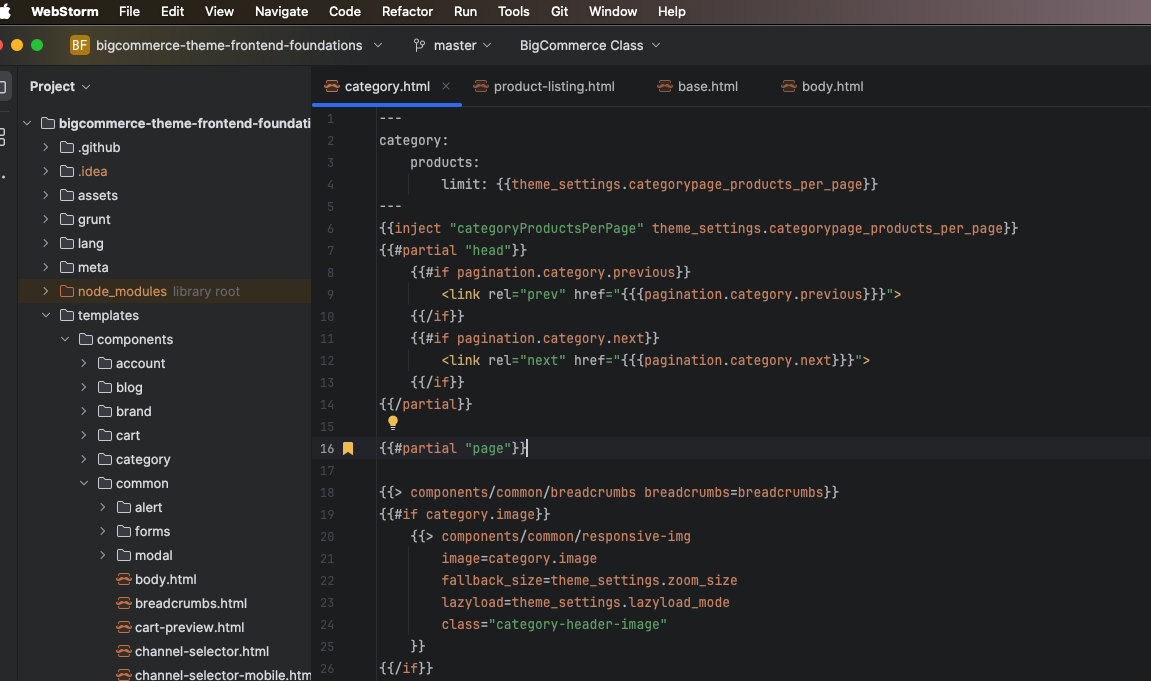 WebStorm File Edit View Navigate Code Refactor Run Tools Git Window Help
BF bigcommerce-theme-frontend-foundations master BigCommerce Class
Project
category.html product-listing.html base.html body.html
bigcommerce-theme-frontend-foundati
.github
.idea
assets
grunt
lang
meta
node_modules library root
templates
components
account
blog
brand
cart
category
common
alert
forms
modal
body.html
breadcrumbs.html
cart-preview.html
channel-selector.html
channel-selector-mobile.htm
1 ---
2 category:
3     products:
4         limit: {{theme_settings.categorypage_products_per_page}}
5 ---
6 {{inject "categoryProductsPerPage" theme_settings.categorypage_products_per_page}}
7 {{#partial "head"}}
8     {{#if pagination.category.previous}}
9         <link rel="prev" href="{{{pagination.category.previous}}}">
10     {{/if}}
11     {{#if pagination.category.next}}
12         <link rel="next" href="{{{pagination.category.next}}}">
13     {{/if}}
14 {{/partial}}
15
16 {{#partial "page"}}
17
18 {{> components/common/breadcrumbs breadcrumbs=breadcrumbs}}
19 {{#if category.image}}
20     {{> components/common/responsive-img
21         image=category.image
22         fallback_size=theme_settings.zoom_size
23         lazyload=theme_settings.lazyload_mode
24         class="category-header-image"
25     }}
26 {{/if}}